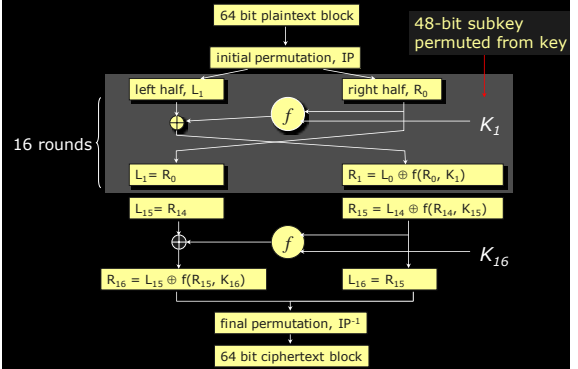 64 bit plaintext block
48-bit subkey
permuted from key
initial permutation, IP
left half, L₁
right half, R₀
⊕
f
K₁
16 rounds
L₁= R₀
R₁ = L₀ ⊕ f(R₀, K₁)
L₁₅= R₁₄
R₁₅ = L₁₄ ⊕ f(R₁₄, K₁₅)
⊕
f
K₁₆
R₁₆ = L₁₅ ⊕ f(R₁₅, K₁₆)
L₁₆ = R₁₅
final permutation, IP⁻¹
64 bit ciphertext block